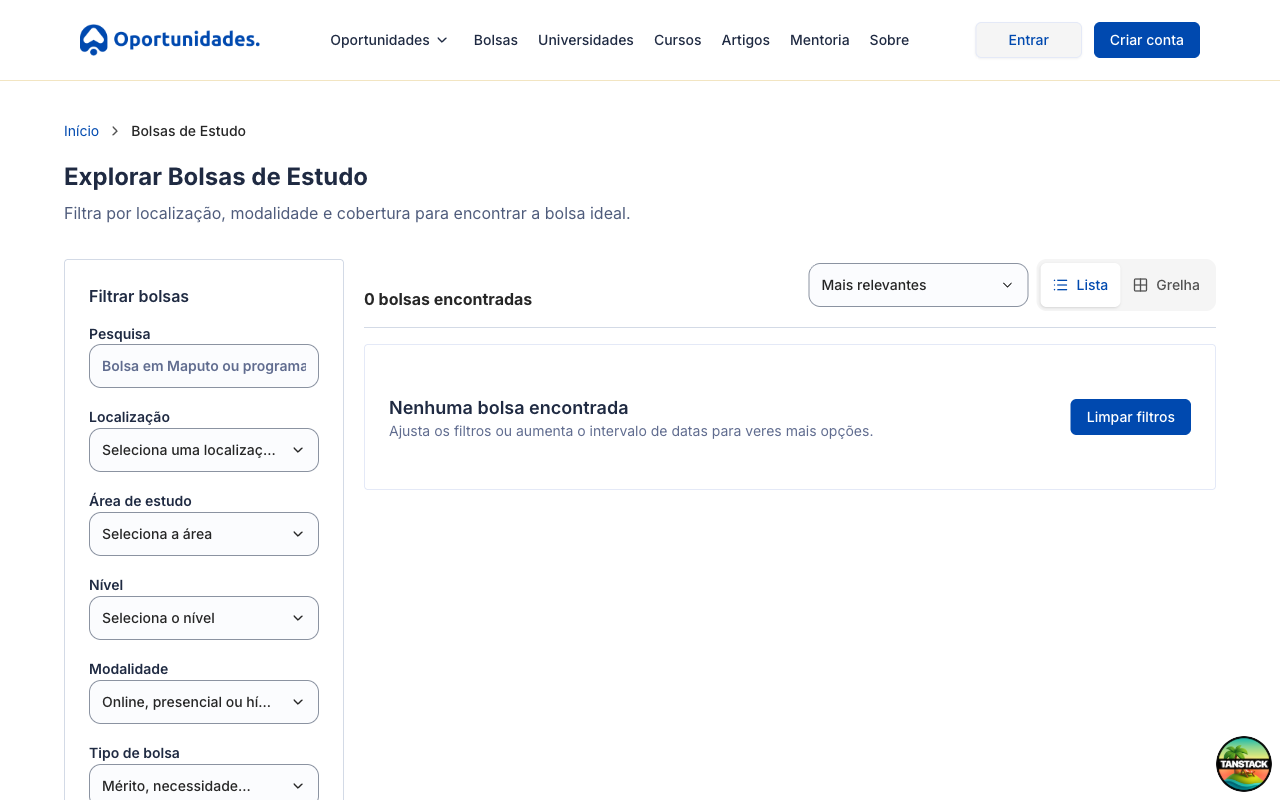 Oportunidades.
Oportunidades
Bolsas
Universidades
Cursos
Artigos
Mentoria
Sobre
Entrar
Criar conta
Início
Bolsas de Estudo
Explorar Bolsas de Estudo
Filtra por localização, modalidade e cobertura para encontrar a bolsa ideal.
Filtrar bolsas
Pesquisa
Bolsa em Maputo ou programa
Localização
Seleciona uma localizaç...
Área de estudo
Seleciona a área
Nível
Seleciona o nível
Modalidade
Online, presencial ou hí...
Tipo de bolsa
Mérito, necessidade...
0 bolsas encontradas
Mais relevantes
Lista
Grelha
Nenhuma bolsa encontrada
Ajusta os filtros ou aumenta o intervalo de datas para veres mais opções.
Limpar filtros
TANSTACK